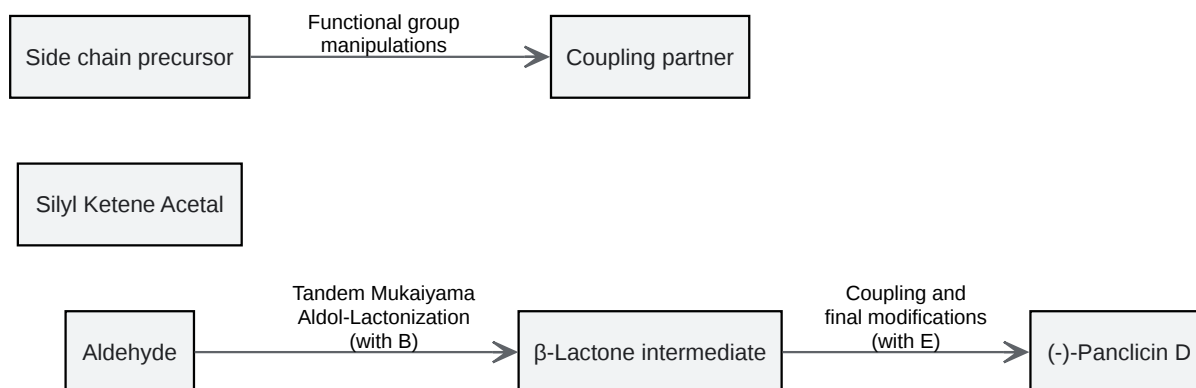 Functional group
manipulations
Side chain precursor
Coupling partner
Silyl Ketene Acetal
Tandem Mukaiyama
Aldol-Lactonization
(with B)
Coupling and
final modifications
(with E)
Aldehyde
β-Lactone intermediate
(-)-Panclicin D